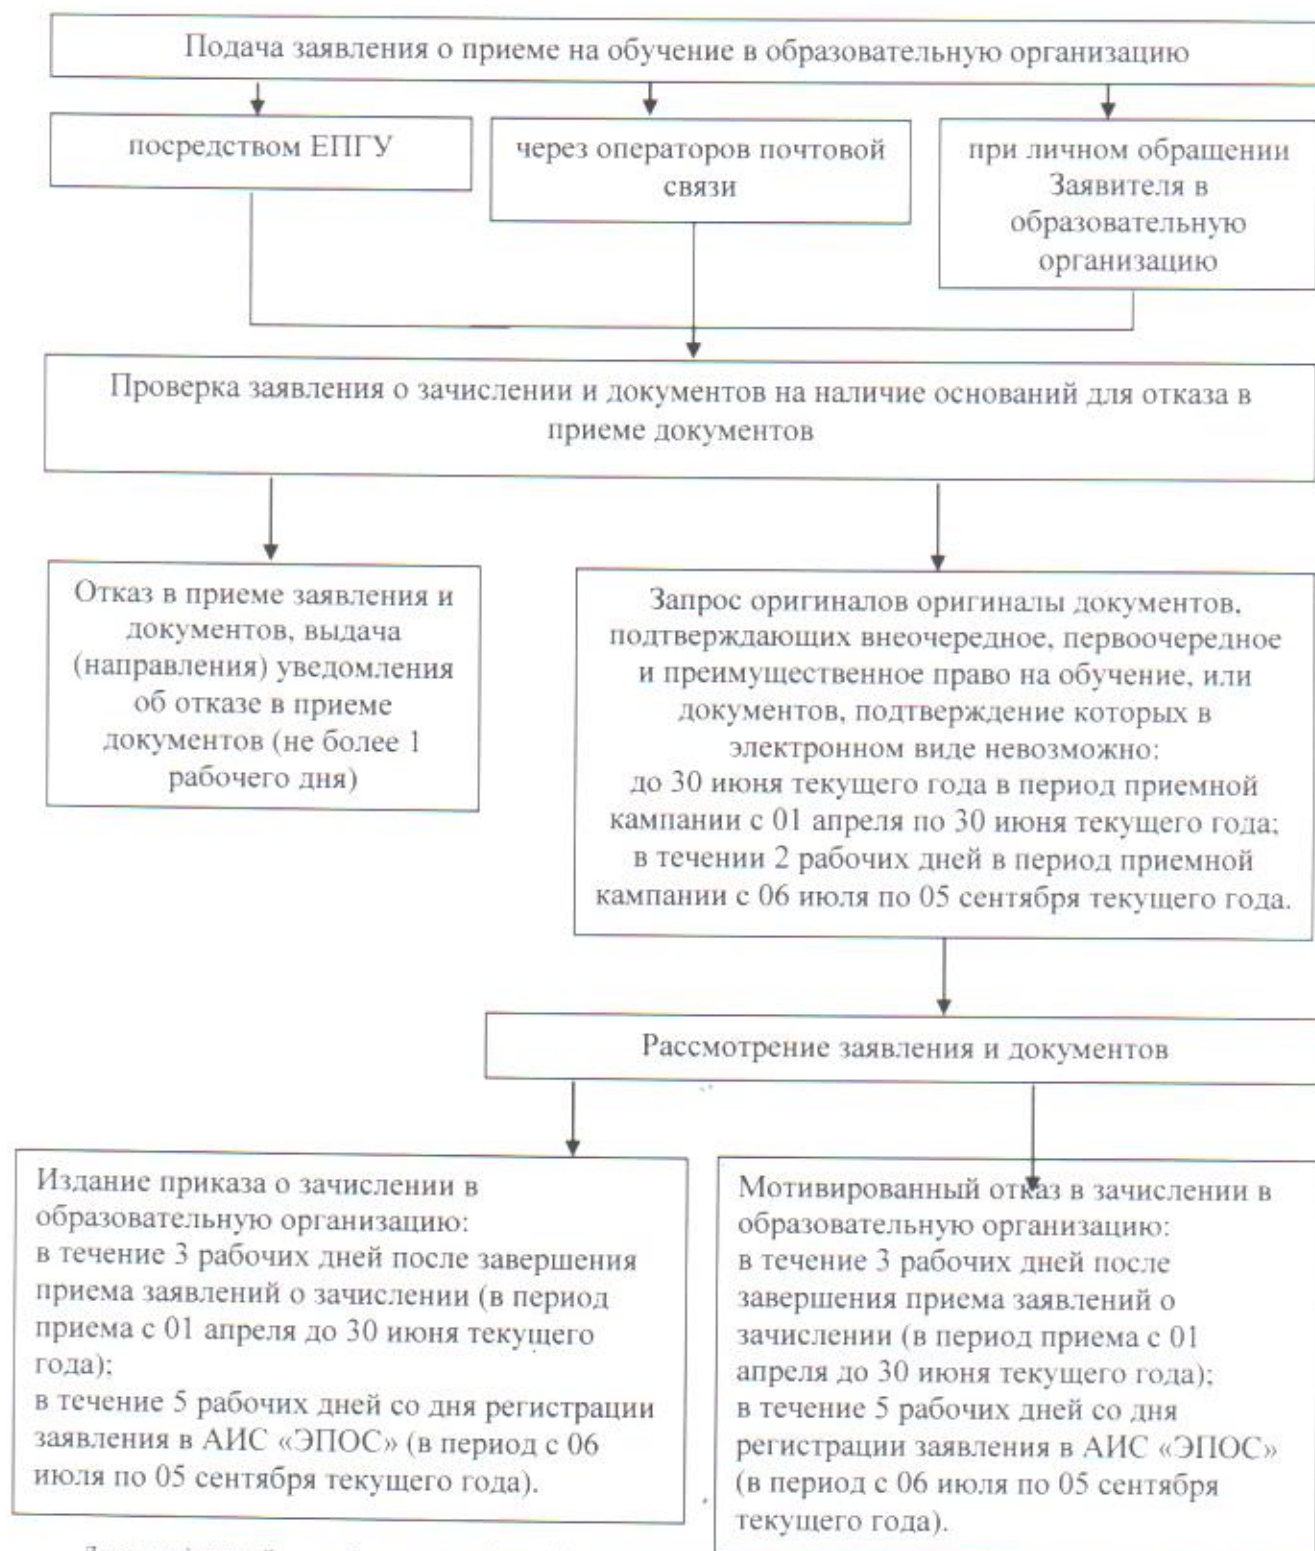 Подача заявления о приеме на обучение в образовательную организацию
посредством ЕПГУ
через операторов почтовой
связи
при личном обращении
Заявителя в
образовательную
организацию
Проверка заявления о зачислении и документов на наличие оснований для отказа в
приеме документов
Отказ в приеме заявления и
документов, выдача
(направления) уведомления
об отказе в приеме
документов (не более 1
рабочего дня)
Запрос оригиналов оригиналы документов,
подтверждающих внеочередное, первоочередное
и преимущественное право на обучение, или
документов, подтверждение которых в
электронном виде невозможно:
до 30 июня текущего года в период приемной
кампании с 01 апреля по 30 июня текущего года;
в течении 2 рабочих дней в период приемной
кампании с 06 июля по 05 сентября текущего года.
Рассмотрение заявления и документов
Издание приказа о зачислении в
образовательную организацию:
в течение 3 рабочих дней после завершения
приема заявлений о зачислении (в период
приема с 01 апреля до 30 июня текущего
года);
в течение 5 рабочих дней со дня регистрации
заявления в АИС «ЭПОС» (в период с 06
июля по 05 сентября текущего года).
Мотивированный отказ в зачислении в
образовательную организацию:
в течение 3 рабочих дней после
завершения приема заявлений о
зачислении (в период приема с 01
апреля до 30 июня текущего года);
в течение 5 рабочих дней со дня
регистрации заявления в АИС «ЭПОС»
(в период с 06 июля по 05 сентября
текущего года).